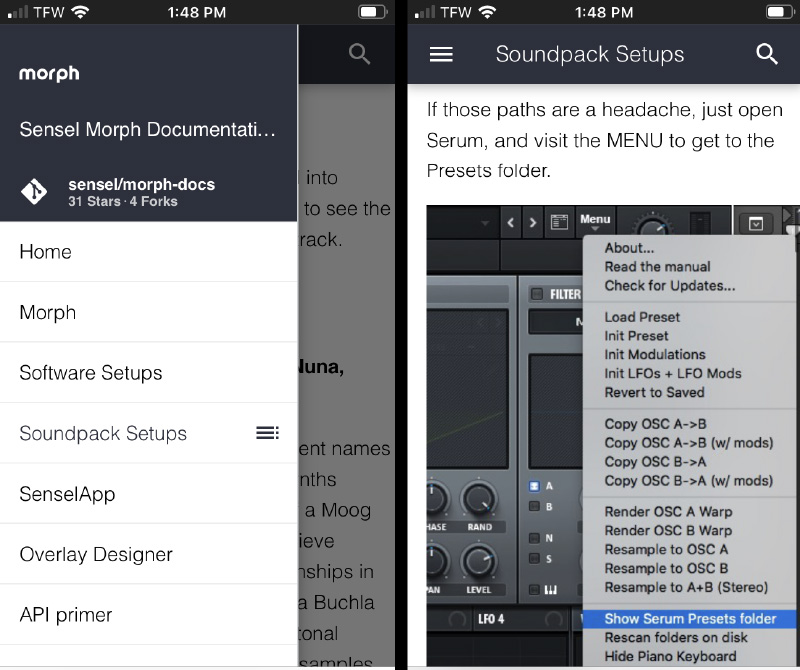 TFW
1:48 PM
morph
Sensel Morph Documentati...
sensel/morph-docs
31 Stars · 4 Forks
Home
Morph
Software Setups
Soundpack Setups
SenselApp
Overlay Designer
API primer
into
to see the
rack.
Nuna,
ent names
nths
a Moog
ieve
nships in
a Buchla
tonal
samples
TFW
1:48 PM
Soundpack Setups
If those paths are a headache, just open
Serum, and visit the MENU to get to the
Presets folder.
Menu
About...
Read the manual
Check for Updates...
FILTER
Load Preset
Init Preset
Init Modulations
Init LFOs + LFO Mods
Revert to Saved
Copy OSC A->B
Copy OSC A->B (w/ mods)
Copy OSC B->A
Copy OSC B->A (w/ mods)
A
B
N
S
HASE
RAND
PAN
LEVEL
Render OSC A Warp
Render OSC B Warp
Resample to OSC A
Resample to OSC B
Resample to A+B (Stereo)
LFO 4
Show Serum Presets folder
Rescan folders on disk
Hide Piano Keyboard